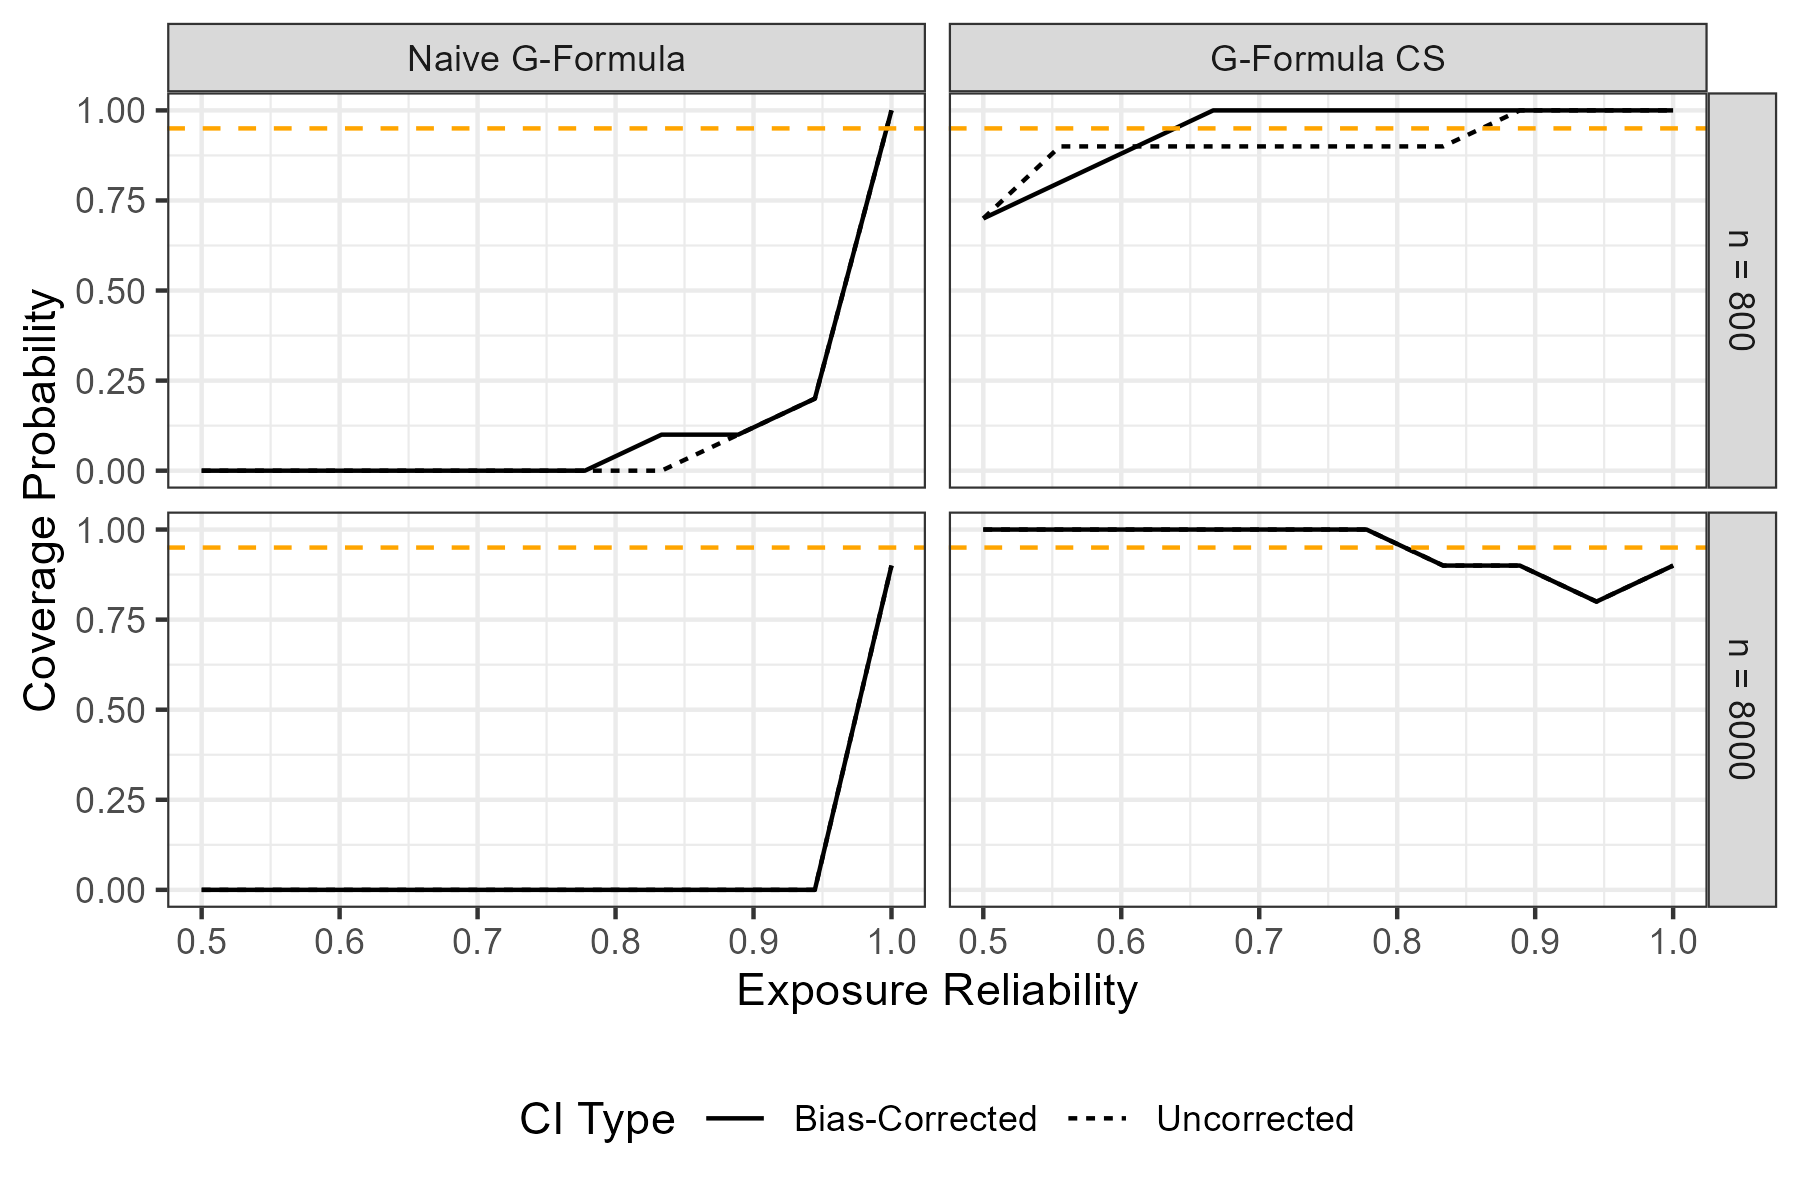 Naive G-Formula
G-Formula CS
1.00
0.75
0.50
0.25
0.00
n = 800
1.00
0.75
0.50
0.25
0.00
n = 8000
Coverage Probability
0.5 0.6 0.7 0.8 0.9 1.0
0.5 0.6 0.7 0.8 0.9 1.0
Exposure Reliability
CI Type Bias-Corrected Uncorrected